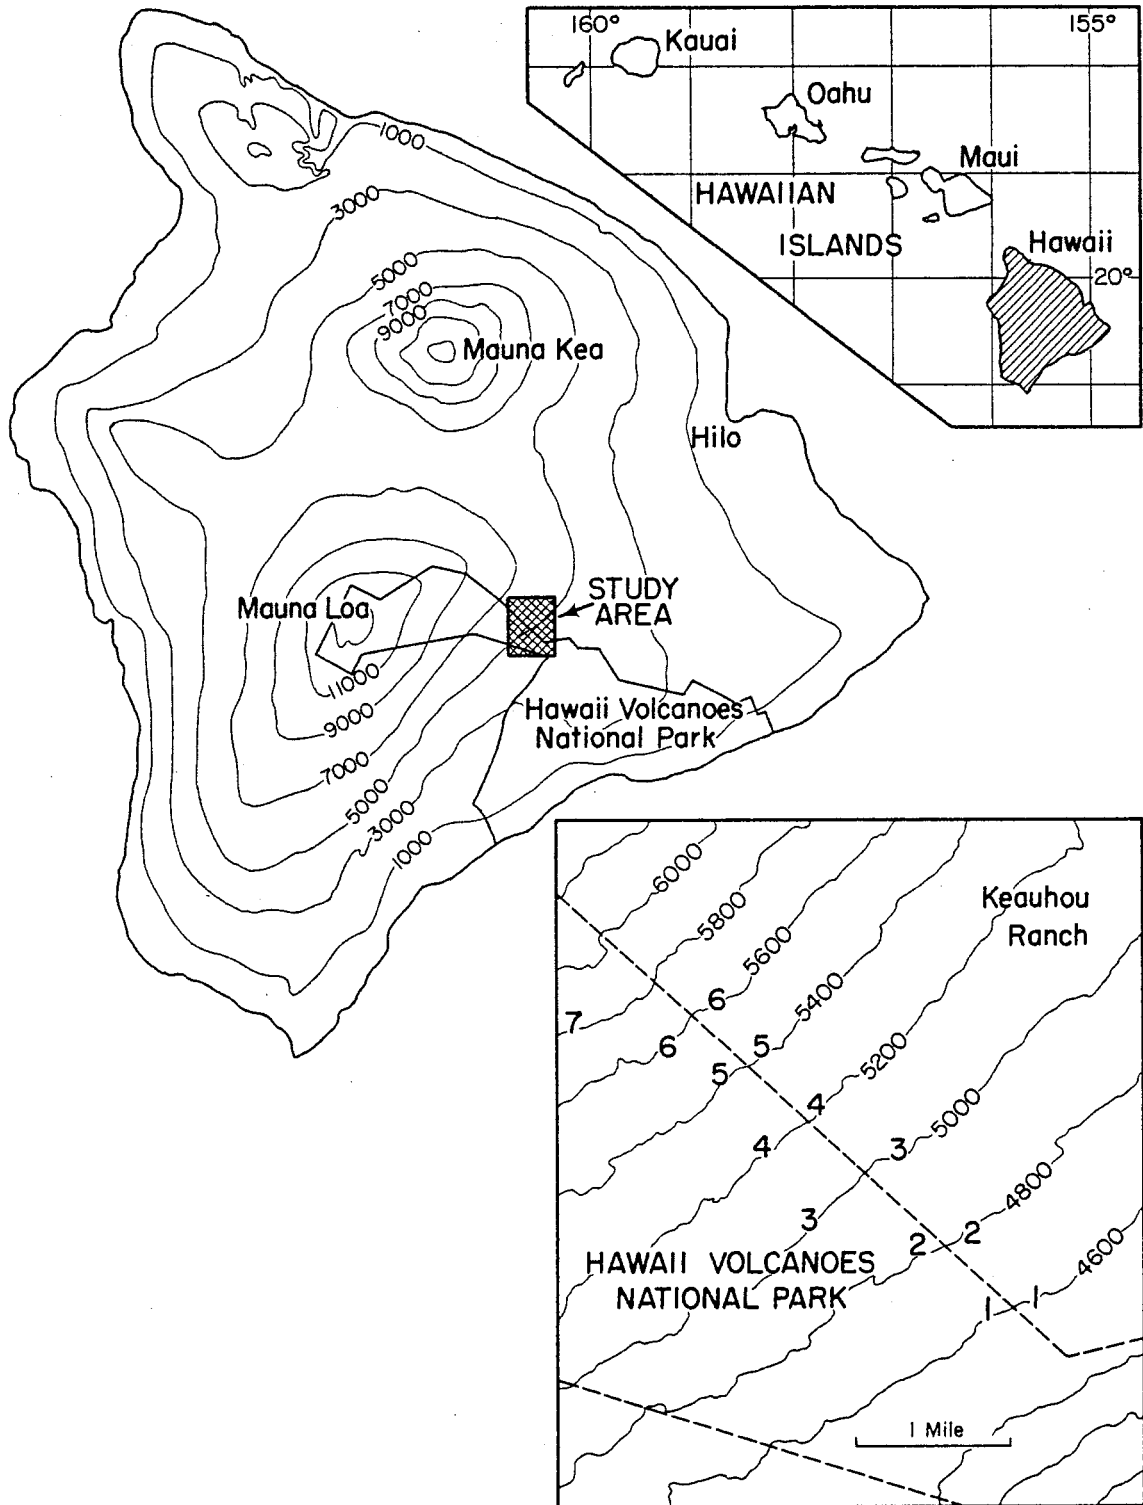 160°
155°
Kauai
Oahu
Maui
HAWAIIAN
ISLANDS
Hawaii
20°
1000
3000
5000
7000
9000
Mauna Kea
Hilo
STUDY
AREA
Mauna Loa
11000
9000
7000
5000
3000
1000
Hawaii Volcanoes
National Park
6000
5800
5600
5400
5200
5000
4800
4600
Keauhou
Ranch
7
6
6
5
5
4
4
3
3
2
2
1
1
HAWAII VOLCANOES
NATIONAL PARK
1 Mile